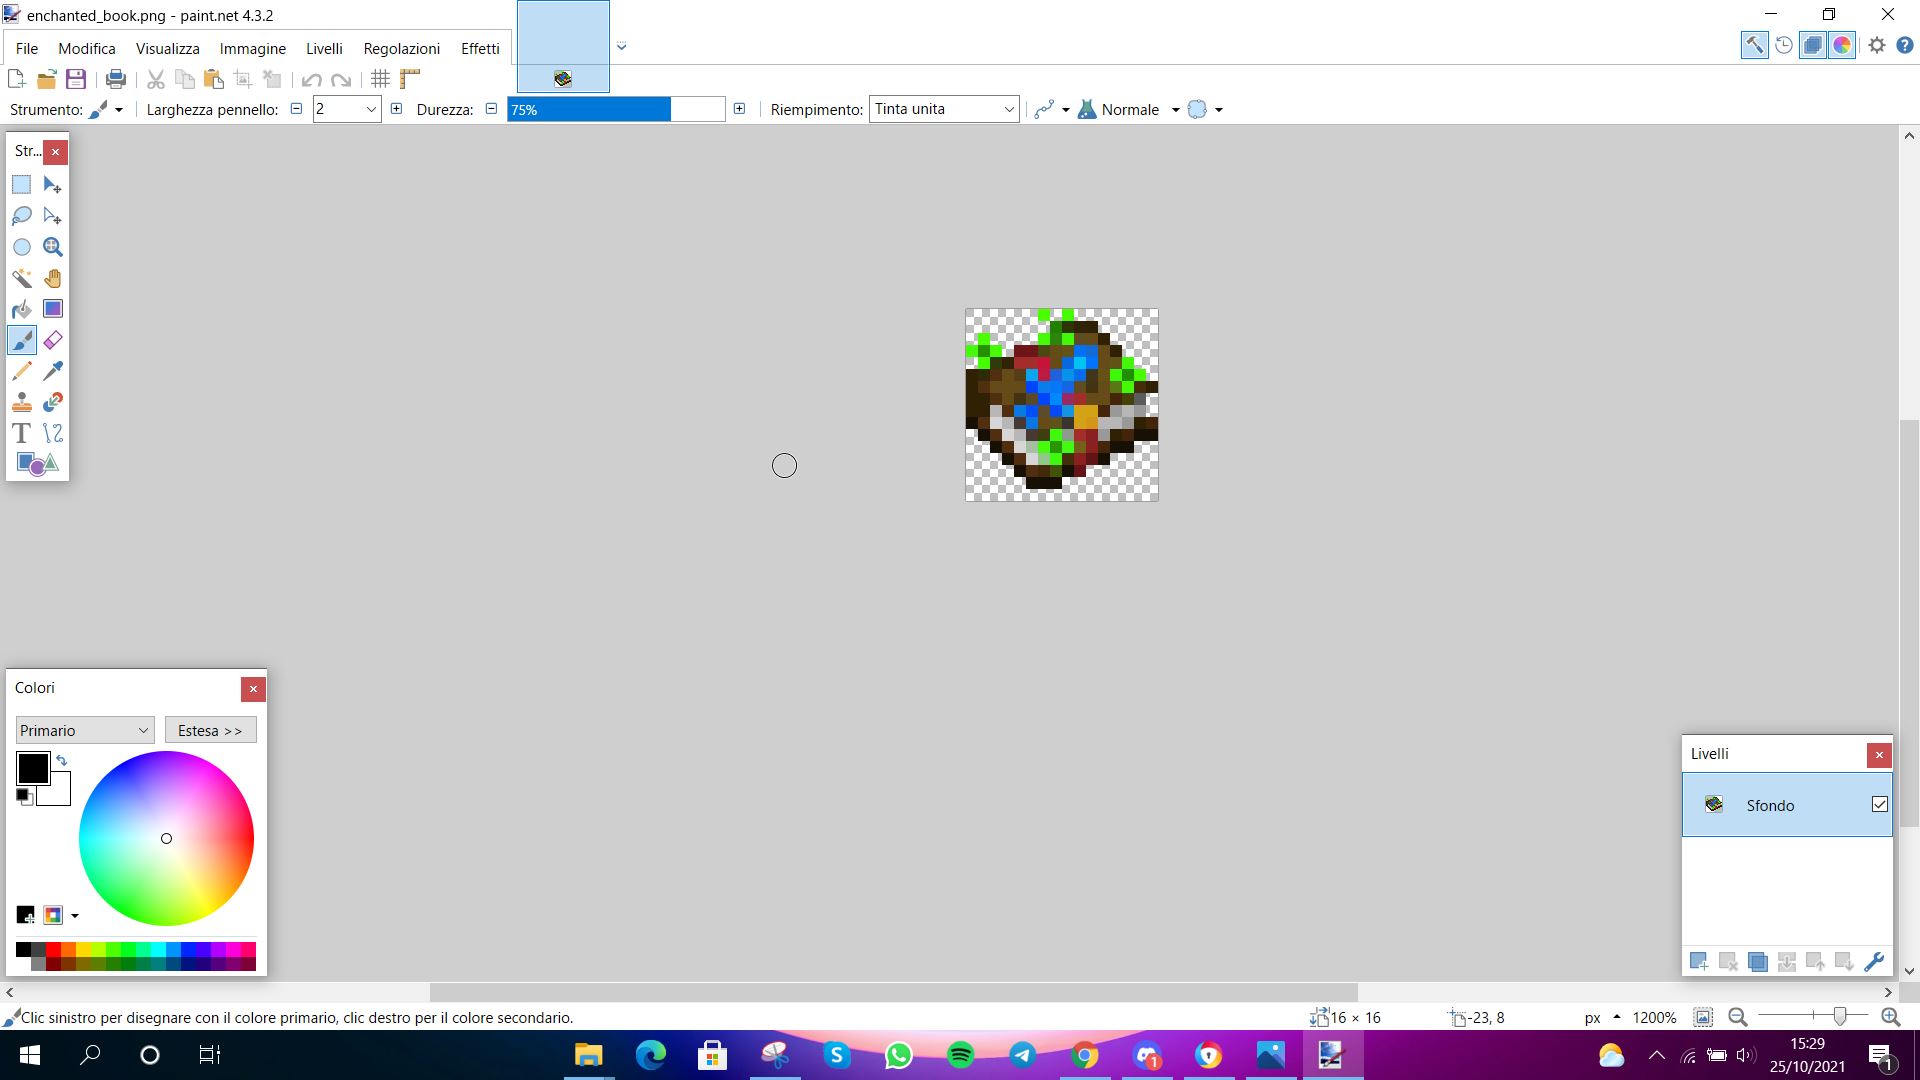 enchanted_book.png - paint.net 4.3.2
File Modifica Visualizza Immagine Livelli Regolazioni Effetti
Strumento: Larghezza pennello: 2 Durezza: 75% Riempimento: Tinta unita Normale
Str...
Colori
Primario Estesa >>
Livelli
Sfondo
Clic sinistro per disegnare con il colore primario, clic destro per il colore secondario. 16 × 16 -23, 8 px 1200%
15:29
25/10/2021
1
1